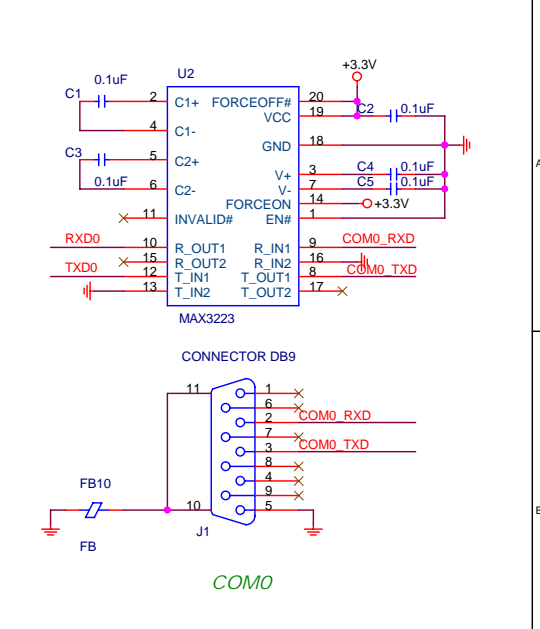 +3.3V
U2
0.1uF
C1
2 C1+ FORCEOFF# 20
VCC 19 C2 0.1uF
4 C1- GND 18
C3
5 C2+
V+ 3 C4 0.1uF
0.1uF 6 C2- V- 7 C5 0.1uF
FORCEON 14 +3.3V
11 INVALID# EN# 1
RXD0 10 R_OUT1 R_IN1 9 COM0_RXD
15 R_OUT2 R_IN2 16
TXD0 12 T_IN1 T_OUT1 8 COM0_TXD
13 T_IN2 T_OUT2 17
MAX3223
CONNECTOR DB9
11 1
6
2 COM0_RXD
7
3 COM0_TXD
8
4
9
FB10 10 5
J1
FB
COM0
A
B